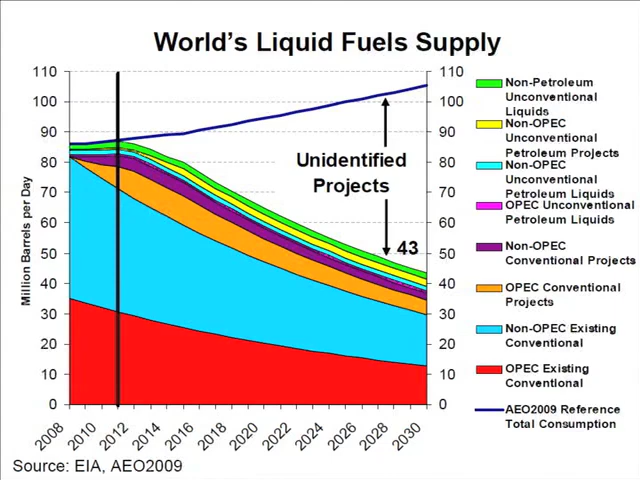 World's Liquid Fuels Supply
Million Barrels per Day
110
100
90
80
70
60
50
40
30
20
10
0
110
100
90
80
70
60
50
40
30
20
10
0
Unidentified
Projects
43
2008
2010
2012
2014
2016
2018
2020
2022
2024
2026
2028
2030
Non-Petroleum
Unconventional
Liquids
Non-OPEC
Unconventional
Petroleum Projects
Non-OPEC
Unconventional
Petroleum Liquids
OPEC Unconventional
Petroleum Liquids
Non-OPEC
Conventional Projects
OPEC Conventional
Projects
Non-OPEC Existing
Conventional
OPEC Existing
Conventional
AEO2009 Reference
Total Consumption
Source: EIA, AEO2009